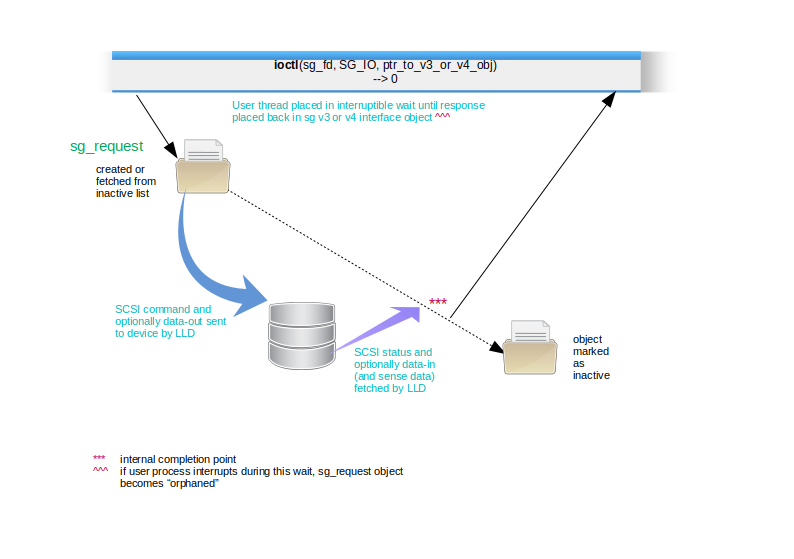 ioctl(sg_fd, SG_IO, ptr_to_v3_or_v4_obj)
--> 0
User thread placed in interruptible wait until response
placed back in sg v3 or v4 interface object ^^^
sg_request
created or
fetched from
inactive list
***
SCSI command and
optionally data-out sent
to device by LLD
SCSI status and
optionally data-in
(and sense data)
fetched by LLD
object
marked
as
inactive
*** internal completion point
^^^ if user process interrupts during this wait, sg_request object
becomes “orphaned”